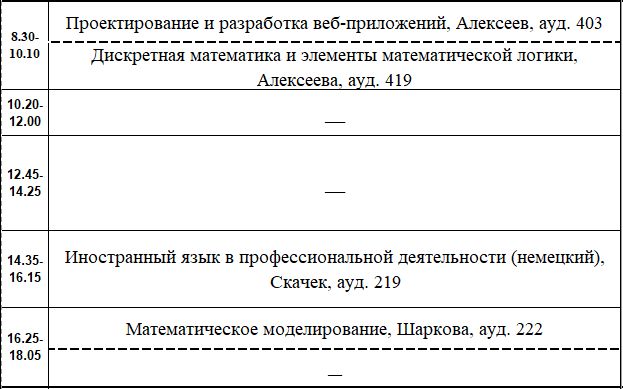 8.30-
10.10
Проектирование и разработка веб-приложений, Алексеев, ауд. 403
Дискретная математика и элементы математической логики,
Алексеева, ауд. 419
10.20-
12.00
—
12.45-
14.25
—
14.35-
16.15
Иностранный язык в профессиональной деятельности (немецкий),
Скачек, ауд. 219
16.25-
18.05
Математическое моделирование, Шаркова, ауд. 222
—